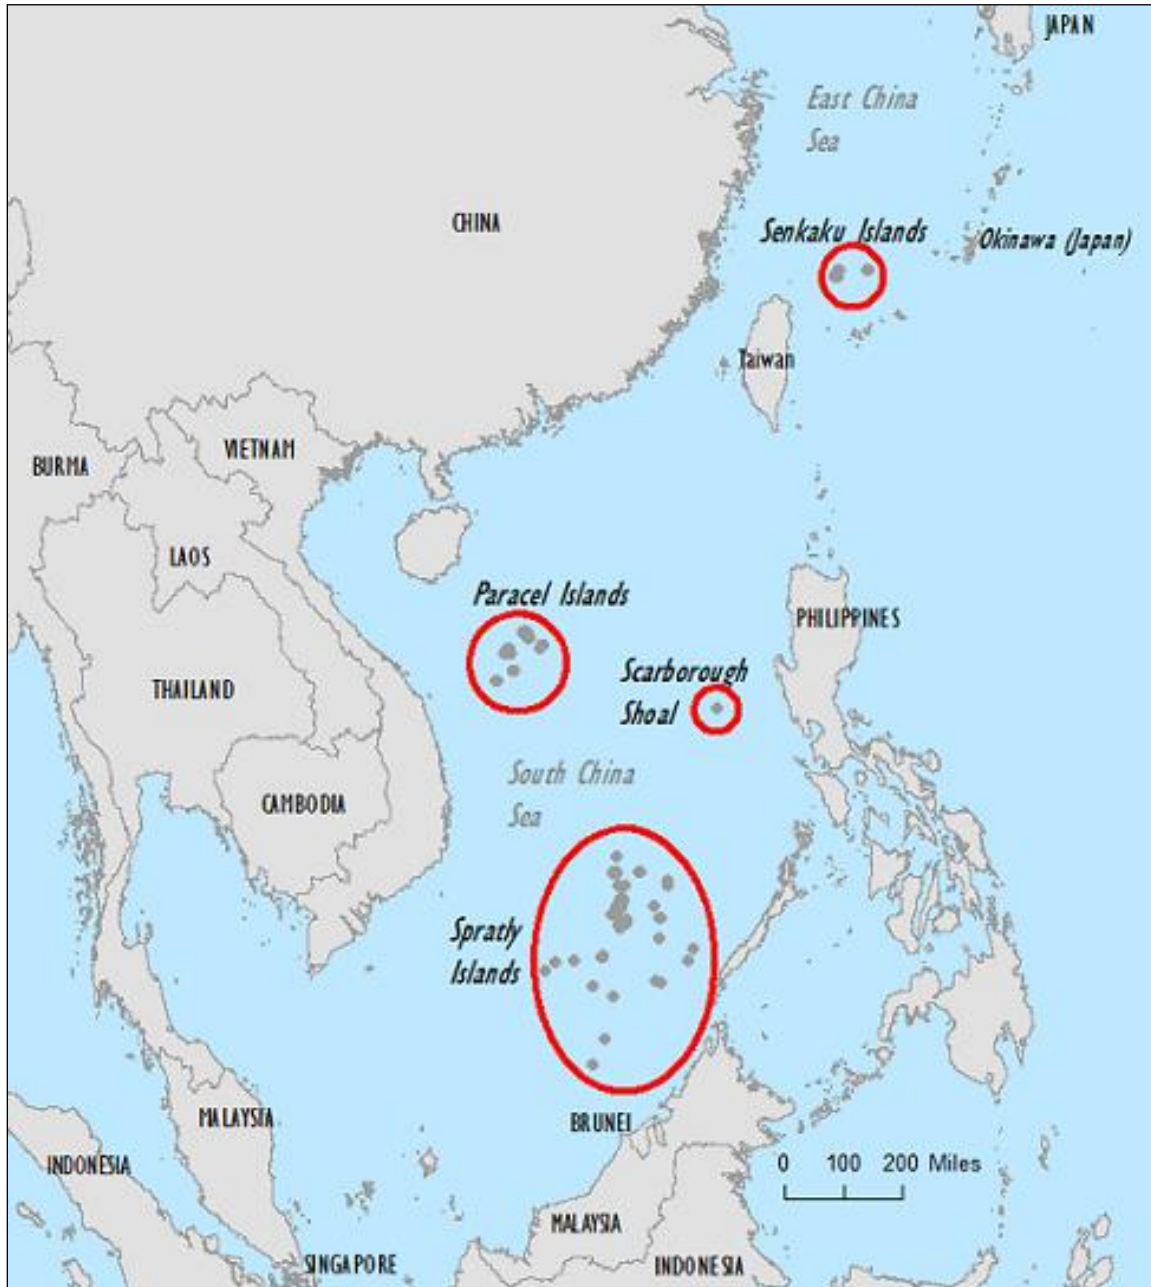 JAPAN
East China
Sea
CHINA
Senkaku Islands
Okinawa (Japan)
Taiwan
VIETNAM
BURMA
LAOS
Paracel Islands
PHILIPPINES
Scarborough
Shoal
THAILAND
South China
Sea
CAMBODIA
Spratly
Islands
MALAYSIA
BRUNEI
INDONESIA
0 100 200 Miles
MALAYSIA
SINGAPORE
INDONESIA